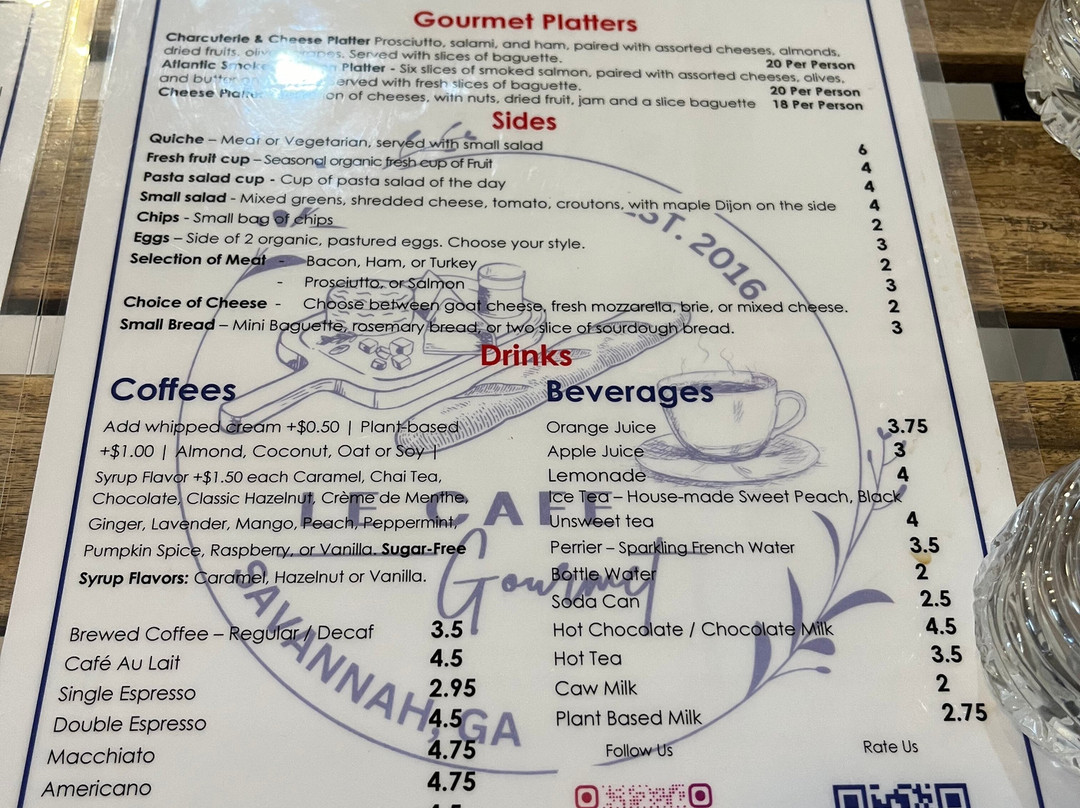 Gourmet Platters
Charcuterie & Cheese Platter Prosciutto, salami, and ham, paired with assorted cheeses, almonds,
dried fruits, Served with slices of baguette. 20 Per Person
Atlantic Platter - Six slices of smoked salmon, paired with assorted cheeses, olives,
and served with fresh slices of baguette. 20 Per Person
Cheese of cheeses, with nuts, dried fruit, jam and a slice baguette 18 Per Person
Sides
Quiche – Meat or Vegetarian, served with small salad 6
Fresh fruit cup – Seasonal organic fresh cup of Fruit 4
Pasta salad cup - Cup of pasta salad of the day 4
Small salad - Mixed greens, shredded cheese, tomato, croutons, with maple Dijon on the side 4
Chips - Small bag of chips 2
Eggs – Side of 2 organic, pastured eggs. Choose your style. 3
Selection of Meat - Bacon, Ham, or Turkey 2
- Prosciutto, or Salmon 3
Choice of Cheese - Choose between goat cheese, fresh mozzarella, brie, or mixed cheese. 2
Small Bread – Mini Baguette, rosemary bread, or two slice of sourdough bread. 3
EST. 2016
Drinks
Coffees
Add whipped cream +$0.50 | Plant-based
+$1.00 | Almond, Coconut, Oat or Soy |
Syrup Flavor +$1.50 each Caramel, Chai Tea,
Chocolate, Classic Hazelnut, Crème de Menthe,
Ginger, Lavender, Mango, Peach, Peppermint,
Pumpkin Spice, Raspberry, or Vanilla. Sugar-Free
Syrup Flavors: Caramel, Hazelnut or Vanilla.
Brewed Coffee – Regular / Decaf 3.5
Café Au Lait 4.5
Single Espresso 2.95
Double Espresso 4.5
Macchiato 4.75
Americano 4.75
Beverages
Orange Juice 3.75
Apple Juice 3
Lemonade 4
Ice Tea – House-made Sweet Peach, Black
Unsweet tea 4
Perrier – Sparkling French Water 3.5
Bottle Water 2
Soda Can 2.5
Hot Chocolate / Chocolate Milk 4.5
Hot Tea 3.5
Caw Milk 2
Plant Based Milk 2.75
Follow Us
Rate Us
LE CAFE
Gourmet
SAVANNAH, GA